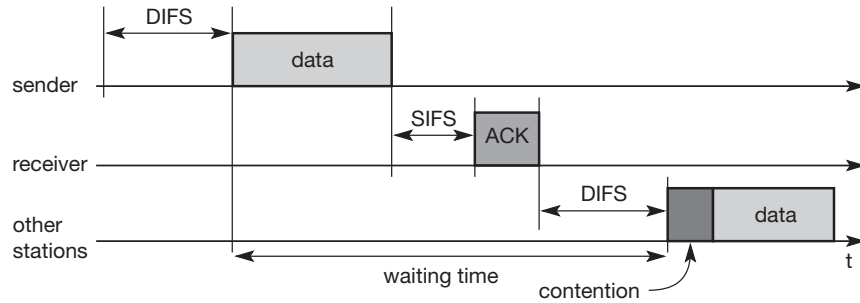 DIFS
data
sender
SIFS
ACK
receiver
DIFS
data
other
stations
t
waiting time
contention